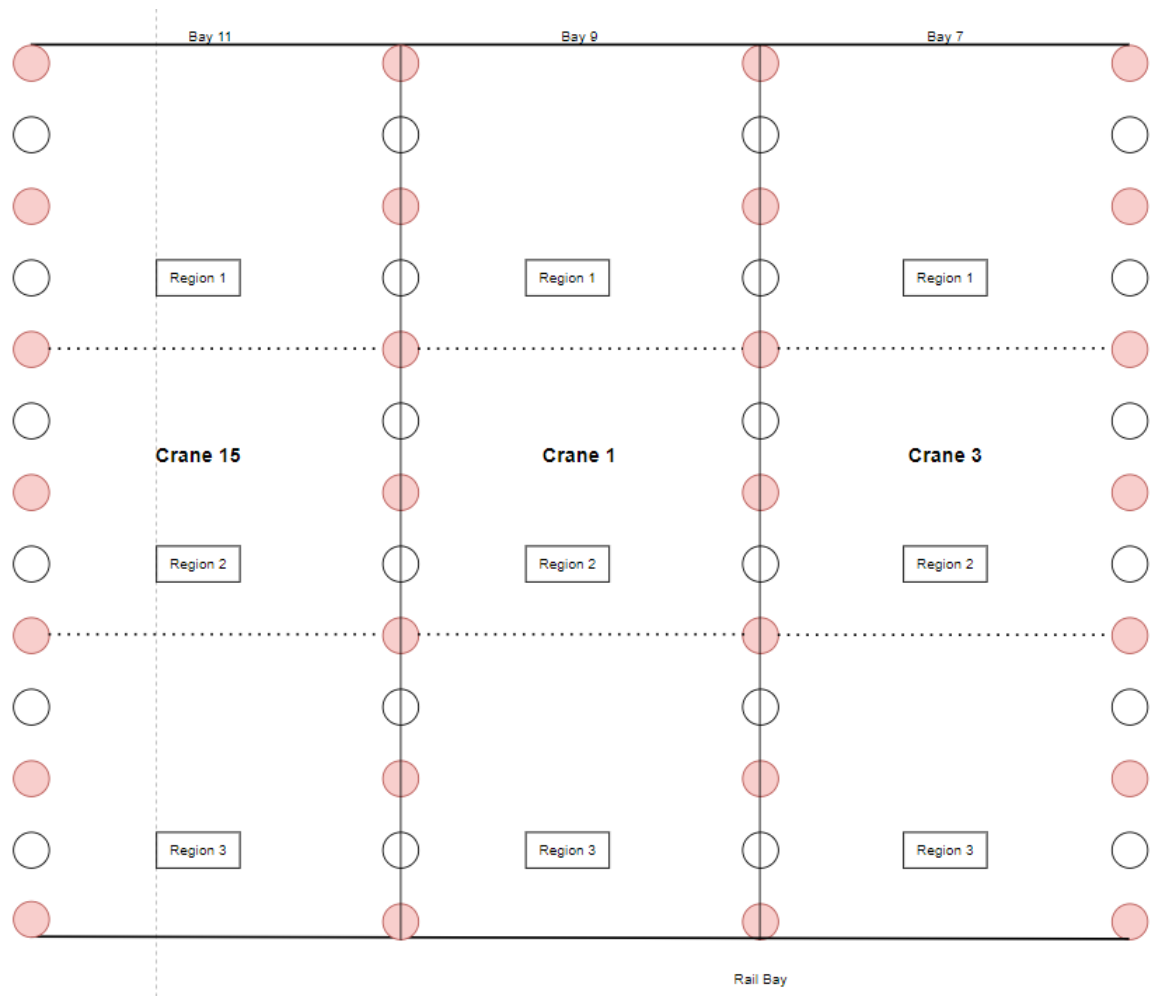 Bay 11
Bay 9
Bay 7
Region 1
Region 1
Region 1
Crane 15
Crane 1
Crane 3
Region 2
Region 2
Region 2
Region 3
Region 3
Region 3
Rail Bay